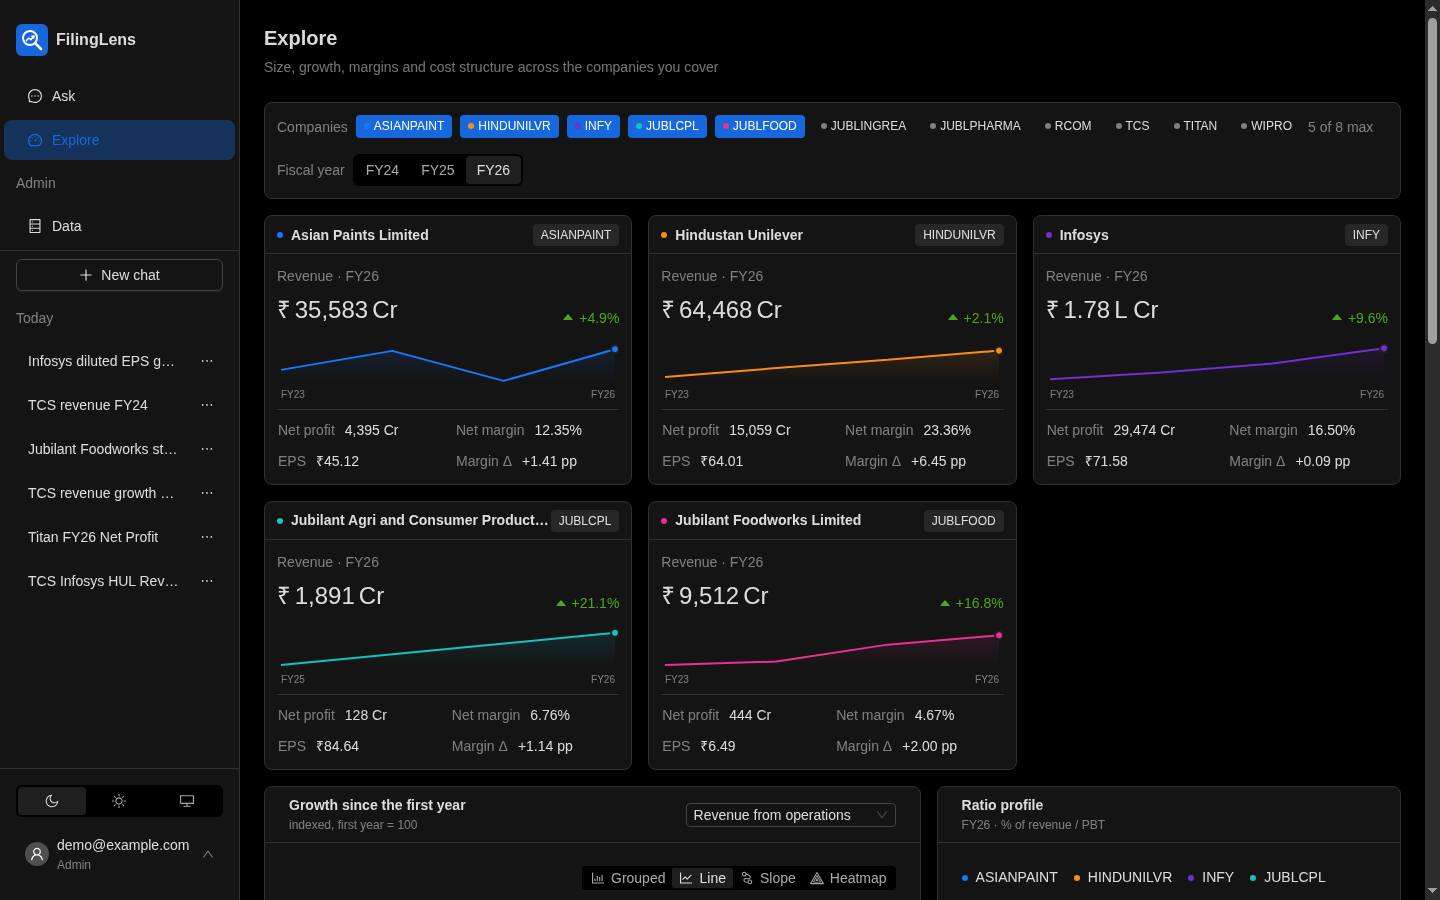 FilingLens
Ask
Explore
Admin
Data
New chat
Today
Infosys diluted EPS g...
TCS revenue FY24
Jubilant Foodworks st...
TCS revenue growth ...
Titan FY26 Net Profit
TCS Infosys HUL Rev...
demo@example.com
Admin
Explore
Size, growth, margins and cost structure across the companies you cover
Companies ASIANPAINT HINDUNILVR INFY JUBLCPL JUBLFOOD JUBLINGREA JUBLPHARMA RCOM TCS TITAN WIPRO 5 of 8 max
Fiscal year FY24 FY25 FY26
Asian Paints Limited ASIANPAINT
Revenue · FY26
₹ 35,583 Cr
+4.9%
FY23 FY26
Net profit 4,395 Cr Net margin 12.35%
EPS ₹45.12 Margin Δ +1.41 pp
Hindustan Unilever HINDUNILVR
Revenue · FY26
₹ 64,468 Cr
+2.1%
FY23 FY26
Net profit 15,059 Cr Net margin 23.36%
EPS ₹64.01 Margin Δ +6.45 pp
Infosys INFY
Revenue · FY26
₹ 1.78 L Cr
+9.6%
FY23 FY26
Net profit 29,474 Cr Net margin 16.50%
EPS ₹71.58 Margin Δ +0.09 pp
Jubilant Agri and Consumer Product... JUBLCPL
Revenue · FY26
₹ 1,891 Cr
+21.1%
FY25 FY26
Net profit 128 Cr Net margin 6.76%
EPS ₹84.64 Margin Δ +1.14 pp
Jubilant Foodworks Limited JUBLFOOD
Revenue · FY26
₹ 9,512 Cr
+16.8%
FY23 FY26
Net profit 444 Cr Net margin 4.67%
EPS ₹6.49 Margin Δ +2.00 pp
Growth since the first year
indexed, first year = 100
Revenue from operations
Grouped Line Slope Heatmap
Ratio profile
FY26 · % of revenue / PBT
ASIANPAINT HINDUNILVR INFY JUBLCPL